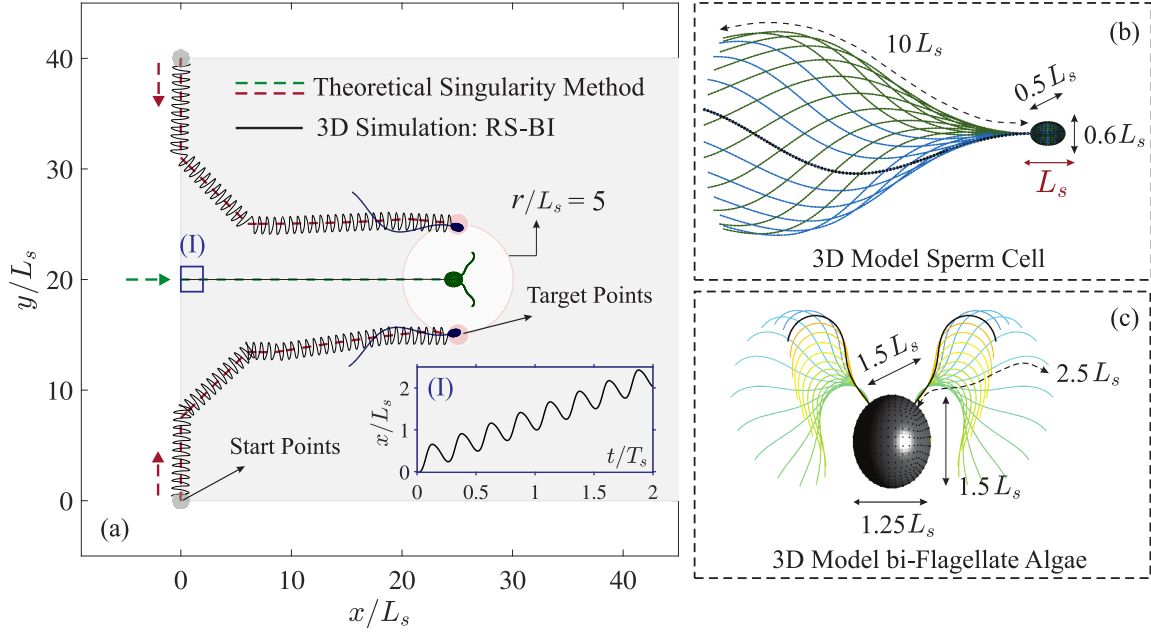 40
30
20
10
0
y/L_s
Theoretical Singularity Method
3D Simulation: RS-BI
r/L_s = 5
(I)
Target Points
Start Points
(a)
(I)
x/L_s
2
1
0
t/T_s
0
0.5
1
1.5
2
0
10
20
30
40
x/L_s
(b)
10 L_s
0.5 L_s
0.6 L_s
L_s
3D Model Sperm Cell
(c)
1.5 L_s
2.5 L_s
1.5 L_s
1.25 L_s
3D Model bi-Flagellate Algae